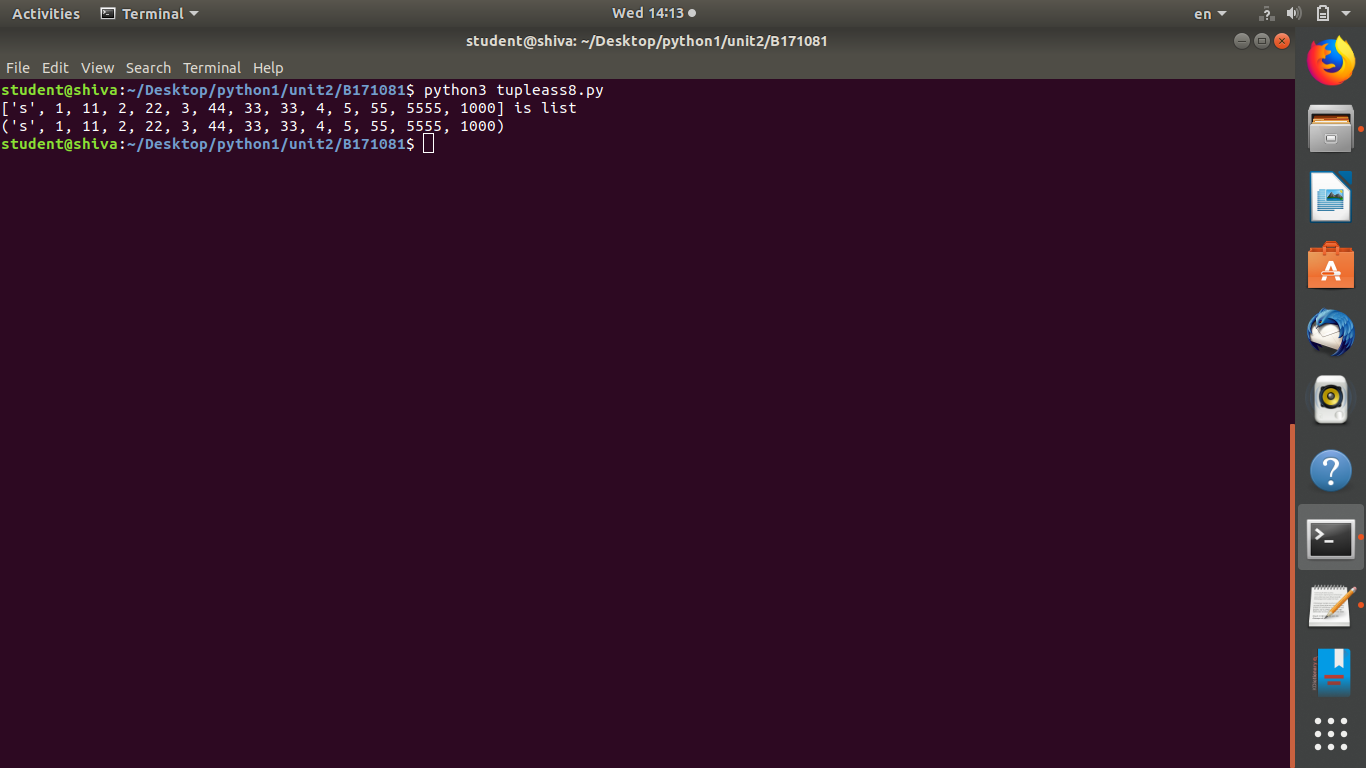 Activities Terminal Wed 14:13 en
student@shiva: ~/Desktop/python1/unit2/B171081
File Edit View Search Terminal Help
student@shiva:~/Desktop/python1/unit2/B171081$ python3 tupleass8.py
['s', 1, 11, 2, 22, 3, 44, 33, 33, 4, 5, 55, 5555, 1000] is list
('s', 1, 11, 2, 22, 3, 44, 33, 33, 4, 5, 55, 5555, 1000)
student@shiva:~/Desktop/python1/unit2/B171081$